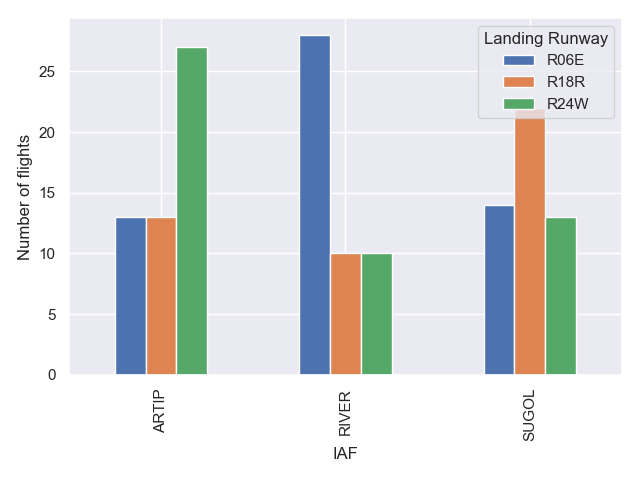 Landing Runway
R06E
R18R
R24W
Number of flights
25
20
15
10
5
0
ARTIP
RIVER
SUGOL
IAF